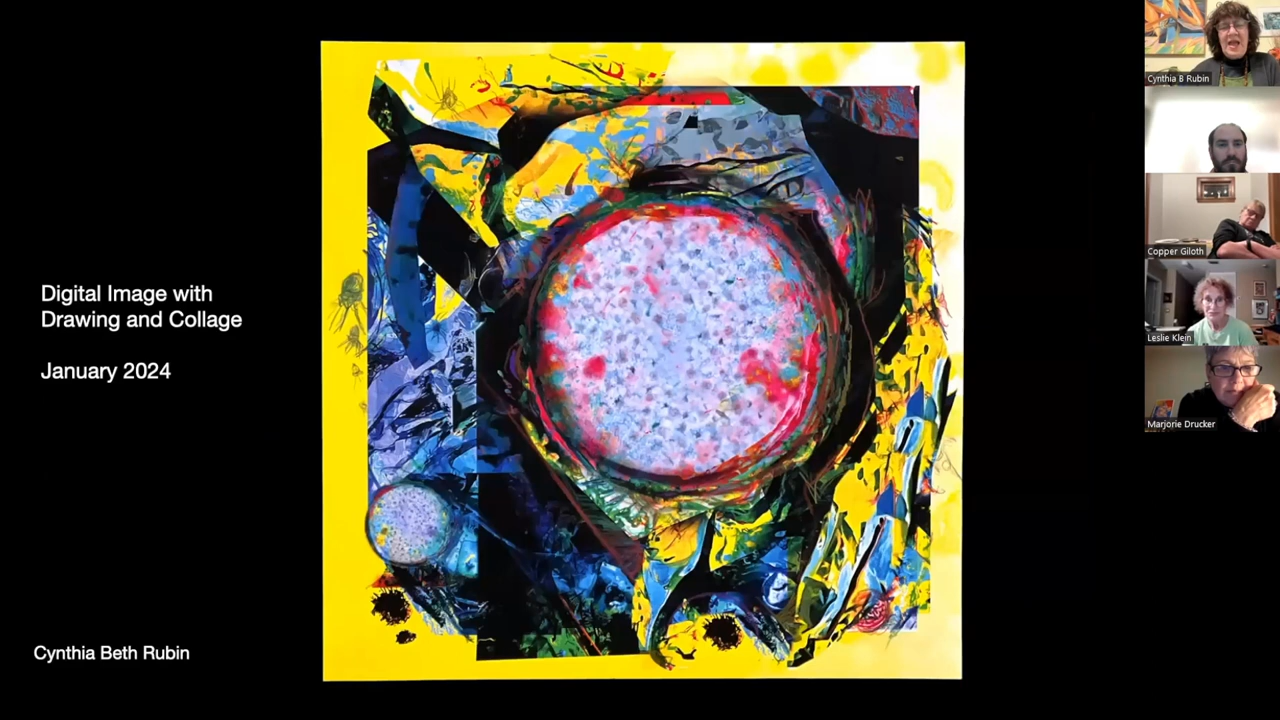 Digital Image with
Drawing and Collage
January 2024
Cynthia Beth Rubin
Cynthia B Rubin
Copper Giloth
Leslie Klein
Marjorie Drucker